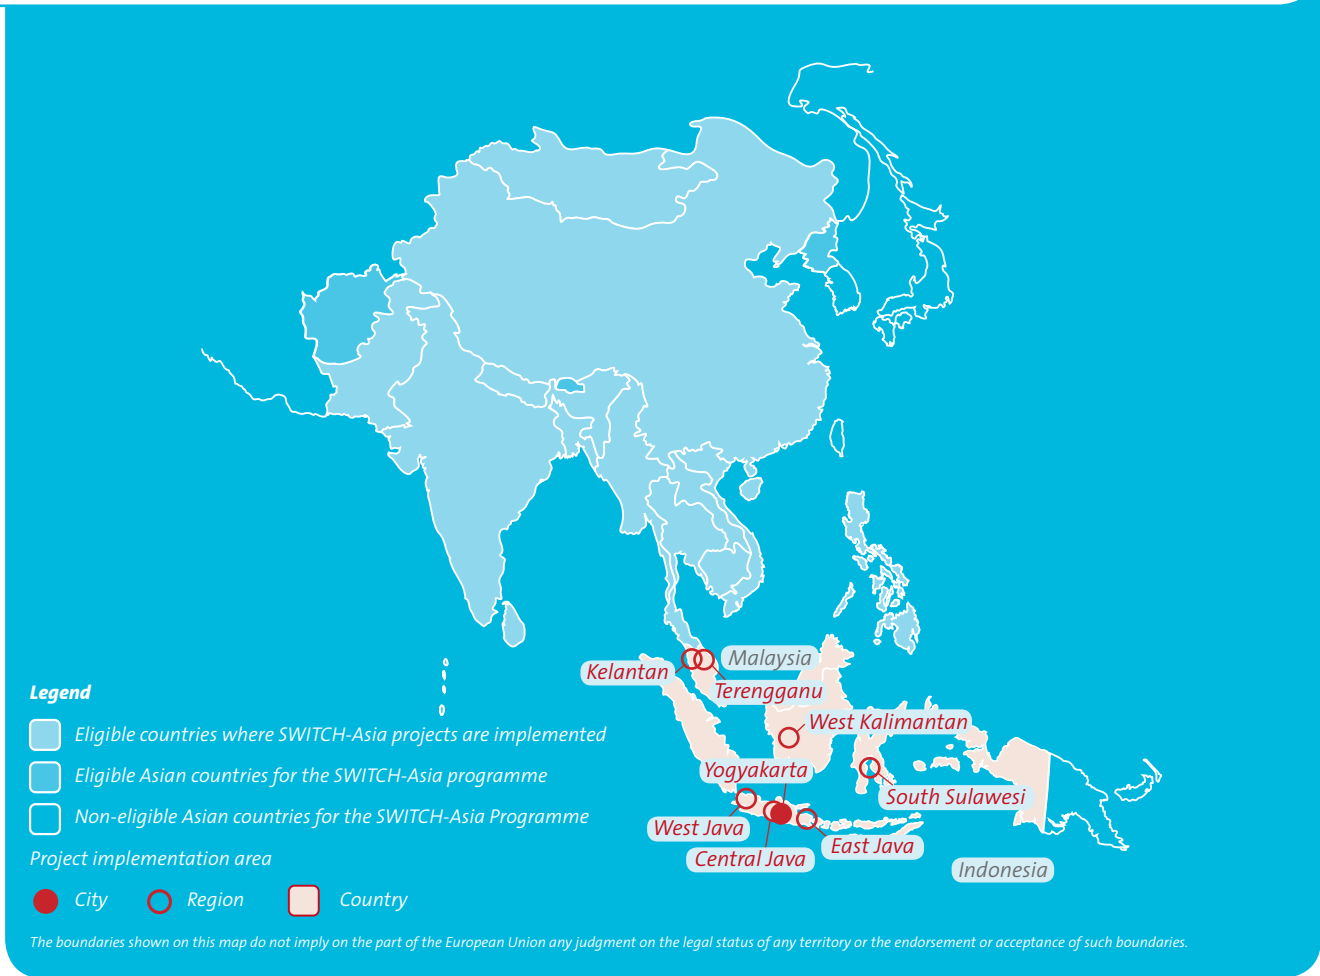 Malaysia
Kelantan
Terengganu
West Kalimantan
Yogyakarta
South Sulawesi
West Java
East Java
Central Java
Indonesia
Legend
Eligible countries where SWITCH-Asia projects are implemented
Eligible Asian countries for the SWITCH-Asia programme
Non-eligible Asian countries for the SWITCH-Asia Programme
Project implementation area
City Region Country
The boundaries shown on this map do not imply on the part of the European Union any judgment on the legal status of any territory or the endorsement or acceptance of such boundaries.